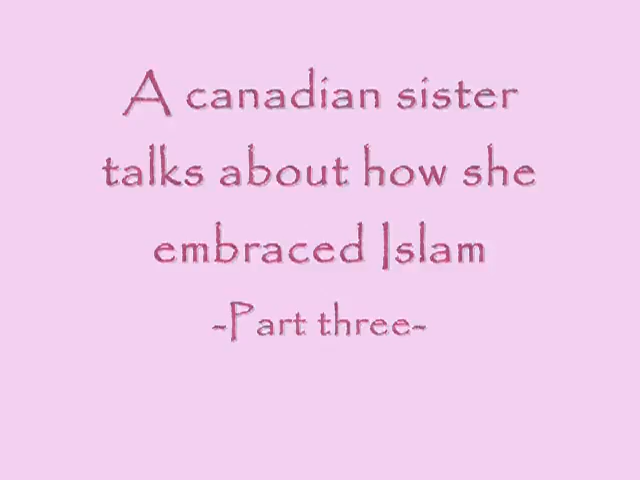 A canadian sister
talks about how she
embraced Islam
-Part three-